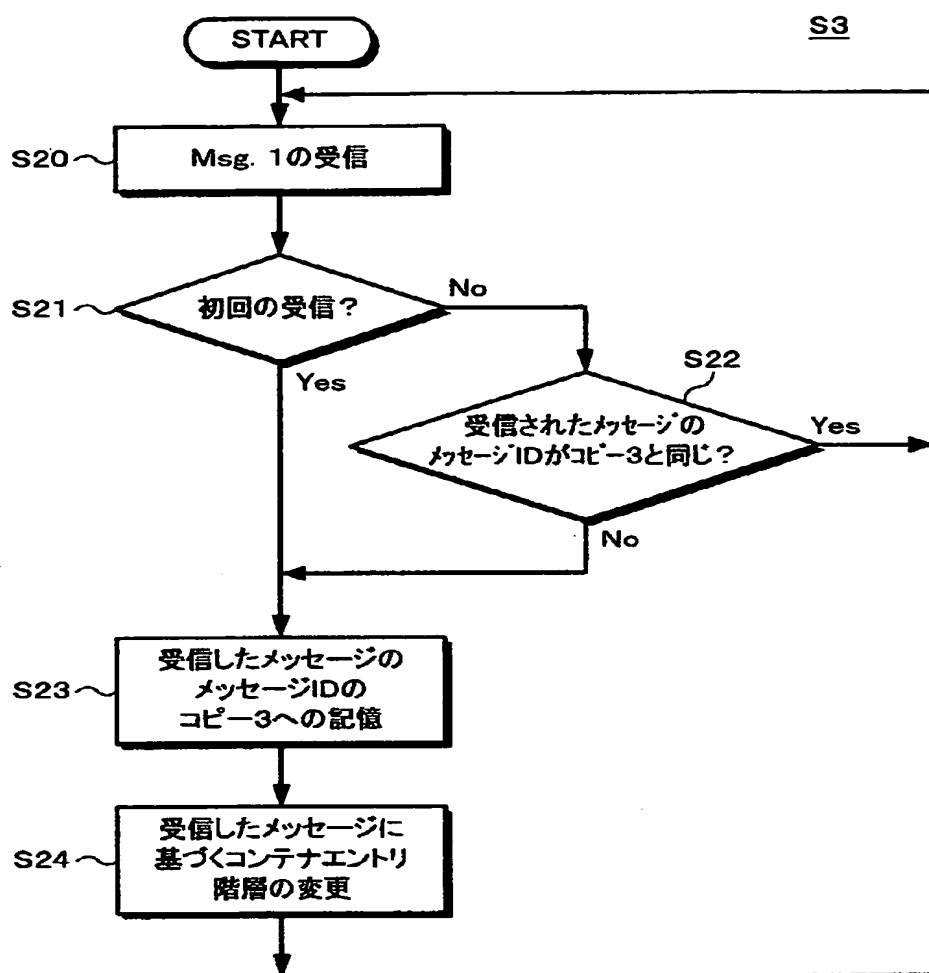 START
S3
S20
Msg. 1の受信
S21
初回の受信?
No
Yes
S22
受信されたメッセージの
メッセージIDがコピー3と同じ?
Yes
No
S23
受信したメッセージの
メッセージIDの
コピー3への記憶
S24
受信したメッセージに
基づくコンテナエントリ
階層の変更